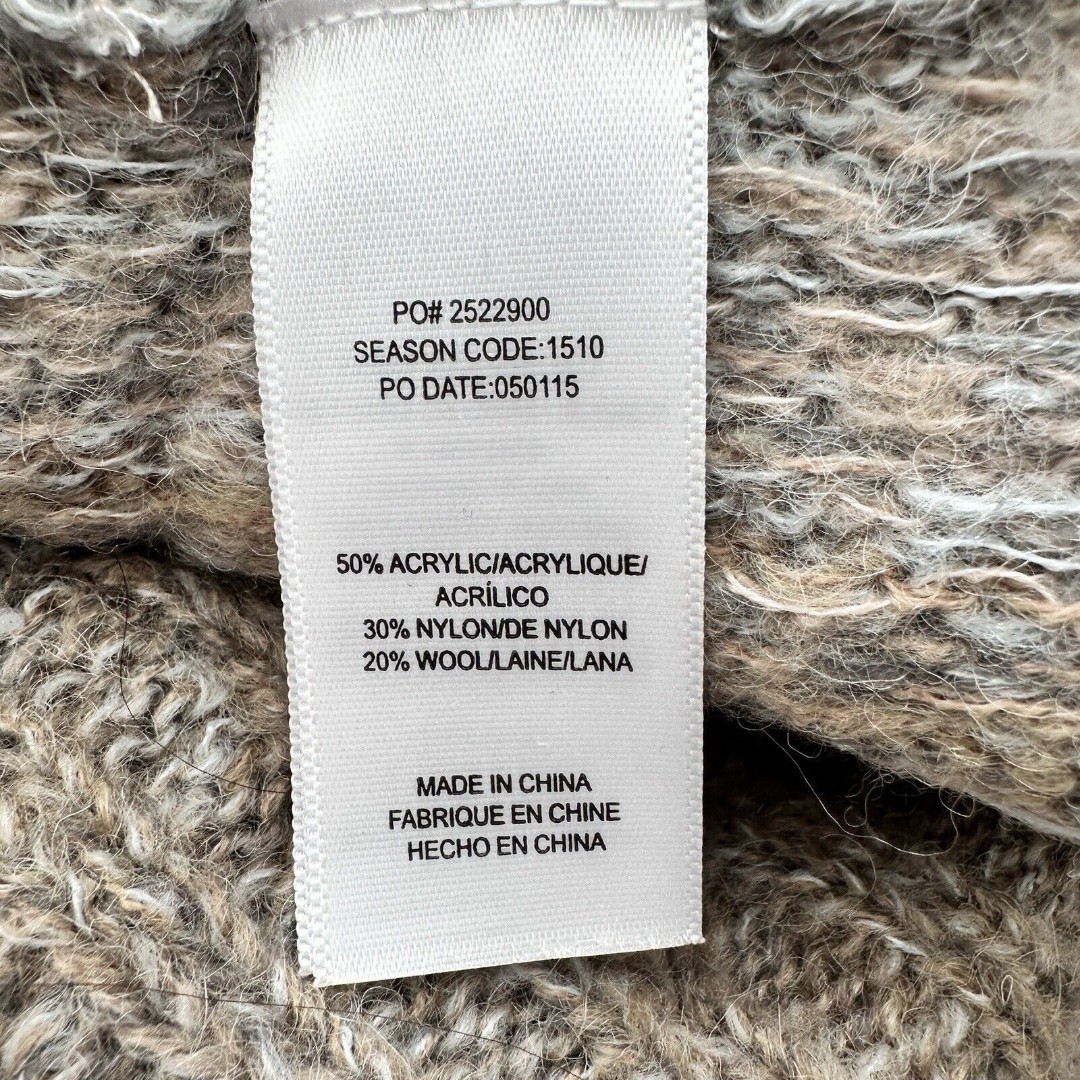 PO# 2522900
SEASON CODE:1510
PO DATE:050115
50% ACRYLIC/ACRYLIQUE/
ACRÍLICO
30% NYLON/DE NYLON
20% WOOL/LAINE/LANA
MADE IN CHINA
FABRIQUE EN CHINE
HECHO EN CHINA